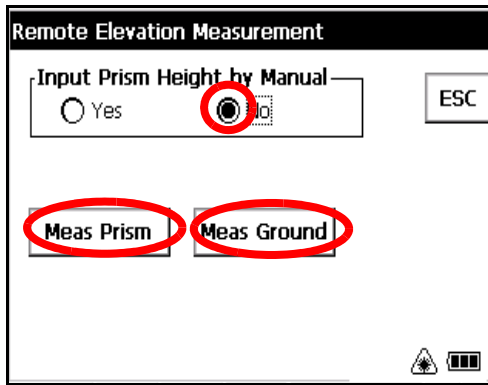 Remote Elevation Measurement
Input Prism Height by Manual
Yes No
ESC
Meas Prism Meas Ground